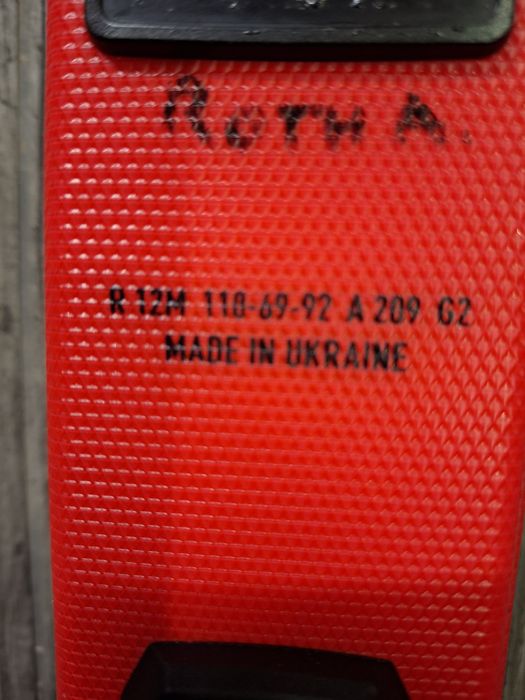 ROTH A.
R 12M 118-69-92 A 209 G2
MADE IN UKRAINE